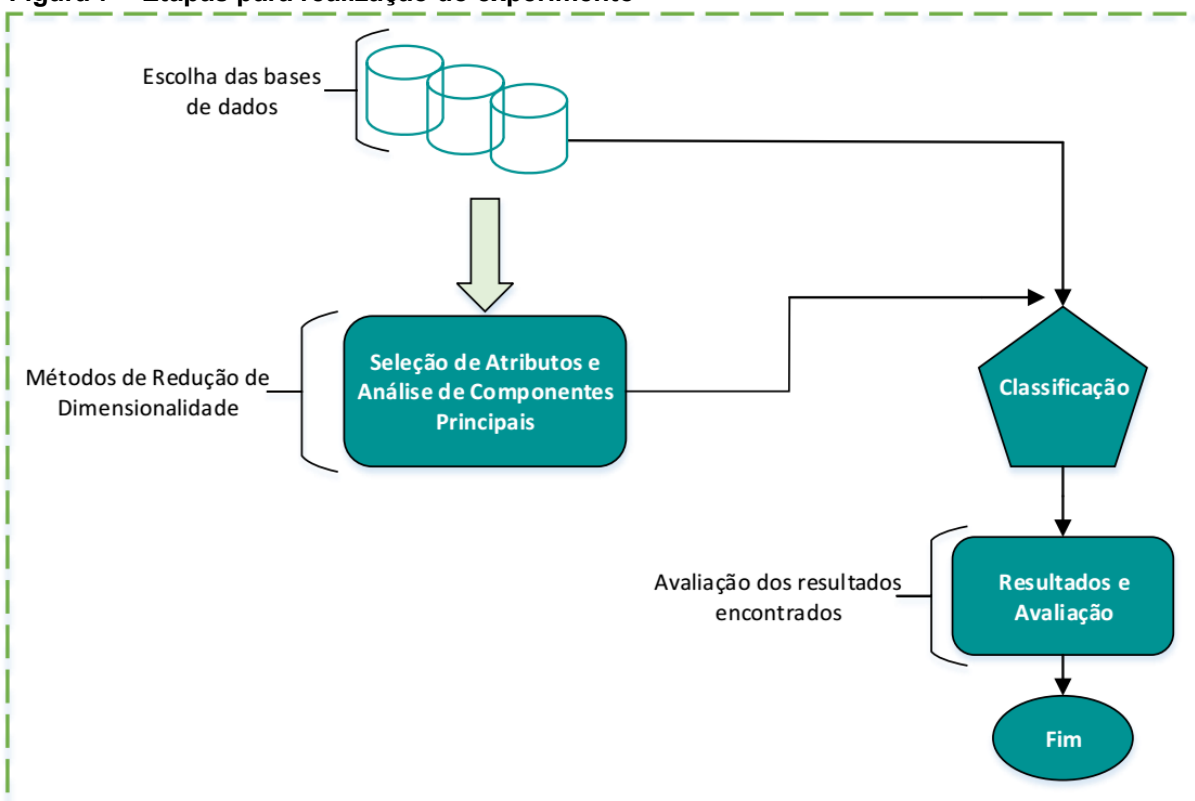 Escolha das bases
de dados
Seleção de Atributos e
Análise de Componentes
Principais
Métodos de Redução de
Dimensionalidade
Classificação
Avaliação dos resultados
encontrados
Resultados e
Avaliação
Fim